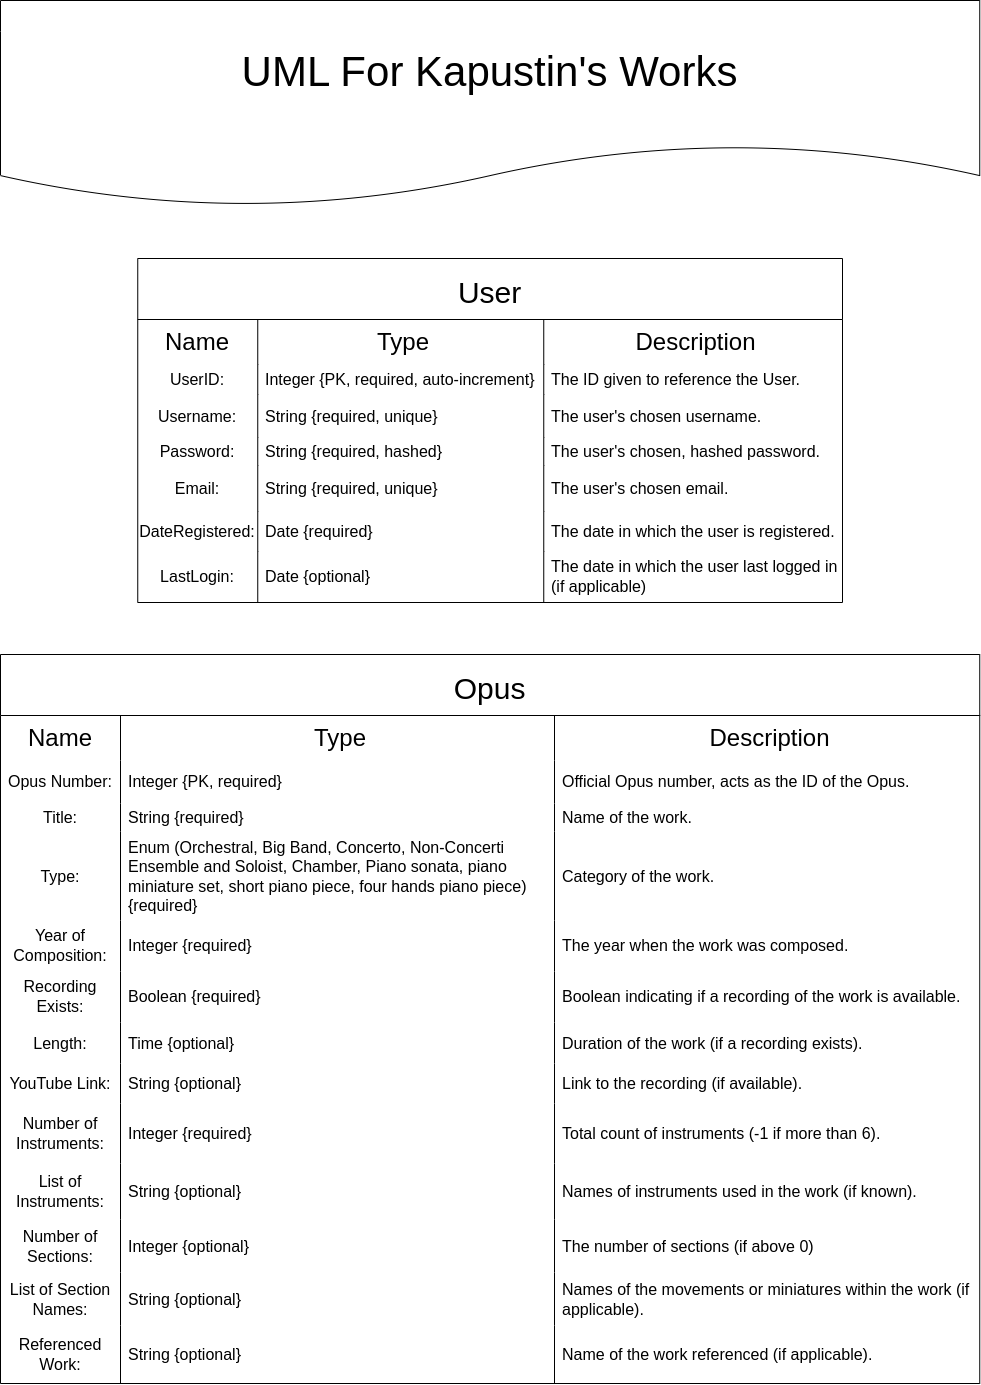 UML For Kapustin's Works
User
Name Type Description
UserID: Integer {PK, required, auto-increment} The ID given to reference the User.
Username: String {required, unique} The user's chosen username.
Password: String {required, hashed} The user's chosen, hashed password.
Email: String {required, unique} The user's chosen email.
DateRegistered: Date {required} The date in which the user is registered.
LastLogin: Date {optional} The date in which the user last logged in
(if applicable)
Opus
Name Type Description
Opus Number: Integer {PK, required} Official Opus number, acts as the ID of the Opus.
Title: String {required} Name of the work.
Type:
Enum (Orchestral, Big Band, Concerto, Non-Concerti
Ensemble and Soloist, Chamber, Piano sonata, piano
miniature set, short piano piece, four hands piano piece)
{required}
Category of the work.
Year of
Composition:
Integer {required} The year when the work was composed.
Recording
Exists:
Boolean {required} Boolean indicating if a recording of the work is available.
Length: Time {optional} Duration of the work (if a recording exists).
YouTube Link: String {optional} Link to the recording (if available).
Number of
Instruments:
Integer {required} Total count of instruments (-1 if more than 6).
List of
Instruments:
String {optional} Names of instruments used in the work (if known).
Number of
Sections:
Integer {optional} The number of sections (if above 0)
List of Section
Names:
String {optional}
Names of the movements or miniatures within the work (if
applicable).
Referenced
Work:
String {optional} Name of the work referenced (if applicable).